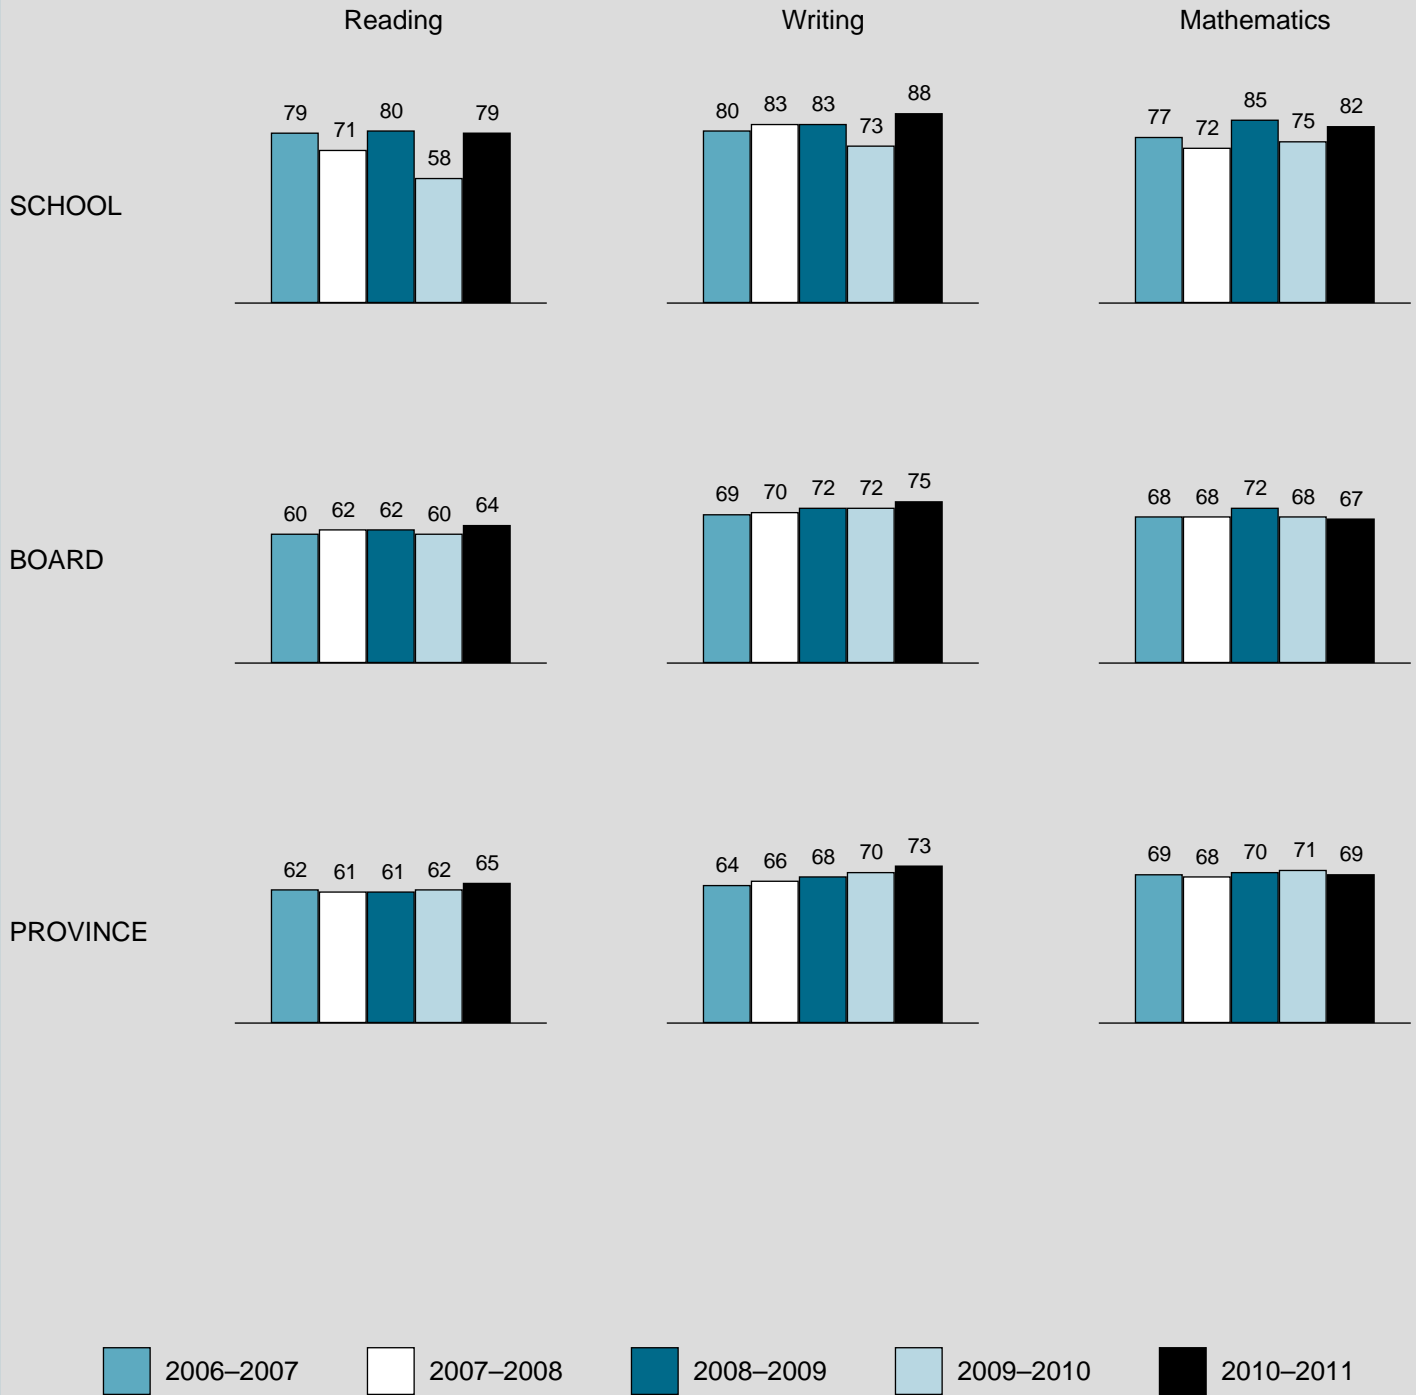 Reading Writing Mathematics
79 71 80 58 79
80 83 83 73 88
77 72 85 75 82
SCHOOL
60 62 62 60 64
69 70 72 72 75
68 68 72 68 67
BOARD
62 61 61 62 65
64 66 68 70 73
69 68 70 71 69
PROVINCE
2006–2007 2007–2008 2008–2009 2009–2010 2010–2011